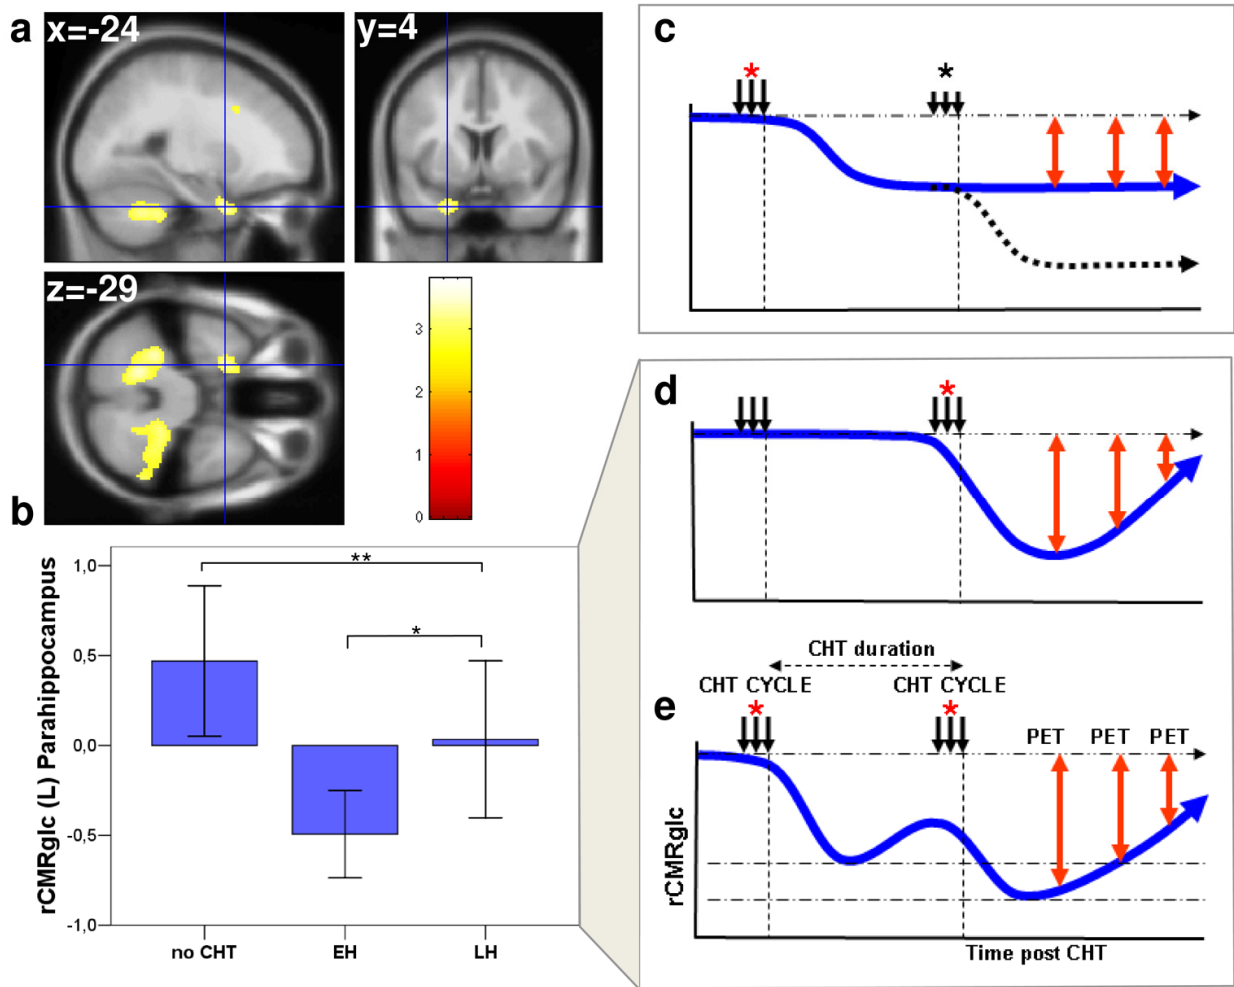 a
x=-24
y=4
z=-29
3
2
1
0
b
**
*
1,0
0,5
0,0
-0,5
-1,0
rCMRglc (L) Parahippocampus
no CHT
EH
LH
c
*
*
d
*
CHT duration
CHT CYCLE
CHT CYCLE
e
*
*
PET
PET
PET
rCMRglc
Time post CHT